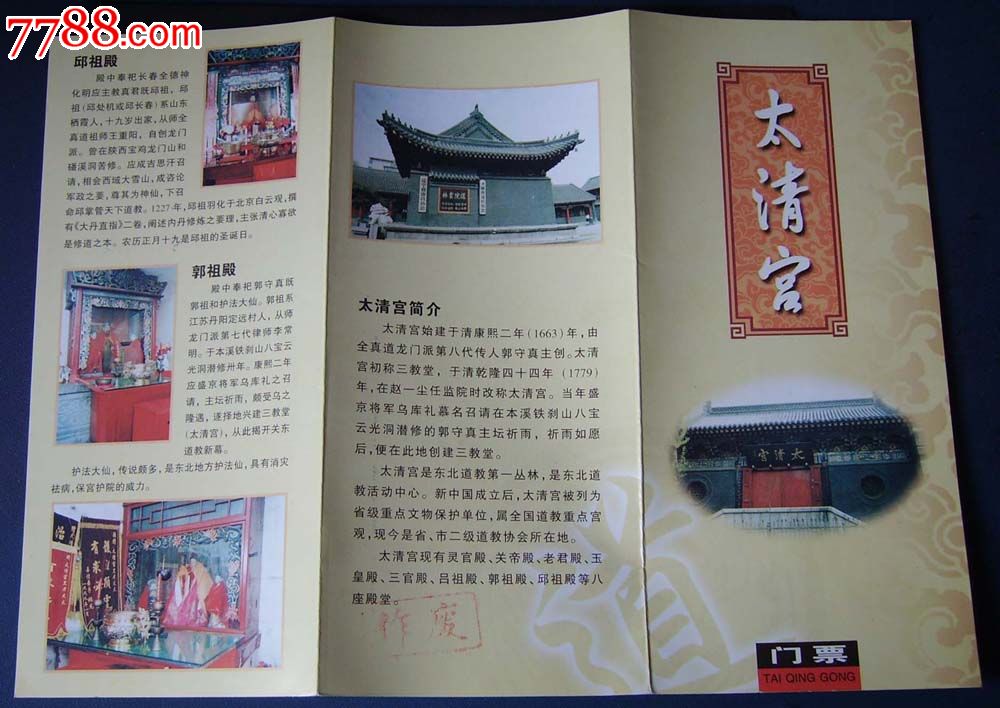 7788.com
邱祖殿
殿中奉祀长春全德神
化明应主教真君既邱祖，邱
祖(邱处机或邱长春)系山东
栖霞人，十九岁出家，从师全
真道祖师王重阳，自创龙门
派。曾在陕西宝鸡龙门山和
磻溪洞苦修。应成吉思汗召
请，相会西域大雪山，成咨论
军政之要，尊其为神仙，下召
命邱掌管天下道教。1227年，邱祖羽化于北京白云观，撰
有《大丹直指》二卷，阐述内丹修炼之要理，主张清心寡欲
是修道之本。农历正月十九是邱祖的圣诞日。
郭祖殿
殿中奉祀郭守真既
郭祖和护法大仙。郭祖系
江苏丹阳定远村人，从师
龙门派第七代律师李常
明。于本溪铁刹山八宝云
光洞潜修卅年。康熙二年
应盛京将军乌库礼之召
请，主坛祈雨，颇受乌之
隆遇，遂择地兴建三教堂
(太清宫)，从此揭开关东
道教新幕。
护法大仙，传说颇多，是东北地方护法仙，具有消灾
祛病，保宫护院的威力。
太清宫简介
太清宫始建于清康熙二年(1663)年，由
全真道龙门派第八代传人郭守真主创。太清
宫初称三教堂，于清乾隆四十四年(1779)
年，在赵一尘任监院时改称太清宫。当年盛
京将军乌库礼慕名召请在本溪铁刹山八宝
云光洞潜修的郭守真主坛祈雨，祈雨如愿
后，便在此地创建三教堂。
太清宫是东北道教第一丛林，是东北道
教活动中心。新中国成立后，太清宫被列为
省级重点文物保护单位，属全国道教重点宫
观，现今是省、市二级道教协会所在地。
太清宫现有灵官殿、关帝殿、老君殿、玉
皇殿、三官殿、吕祖殿、郭祖殿、邱祖殿等八
座殿堂。
作废
道
太清宫
宫清太
门票
TAI QING GONG